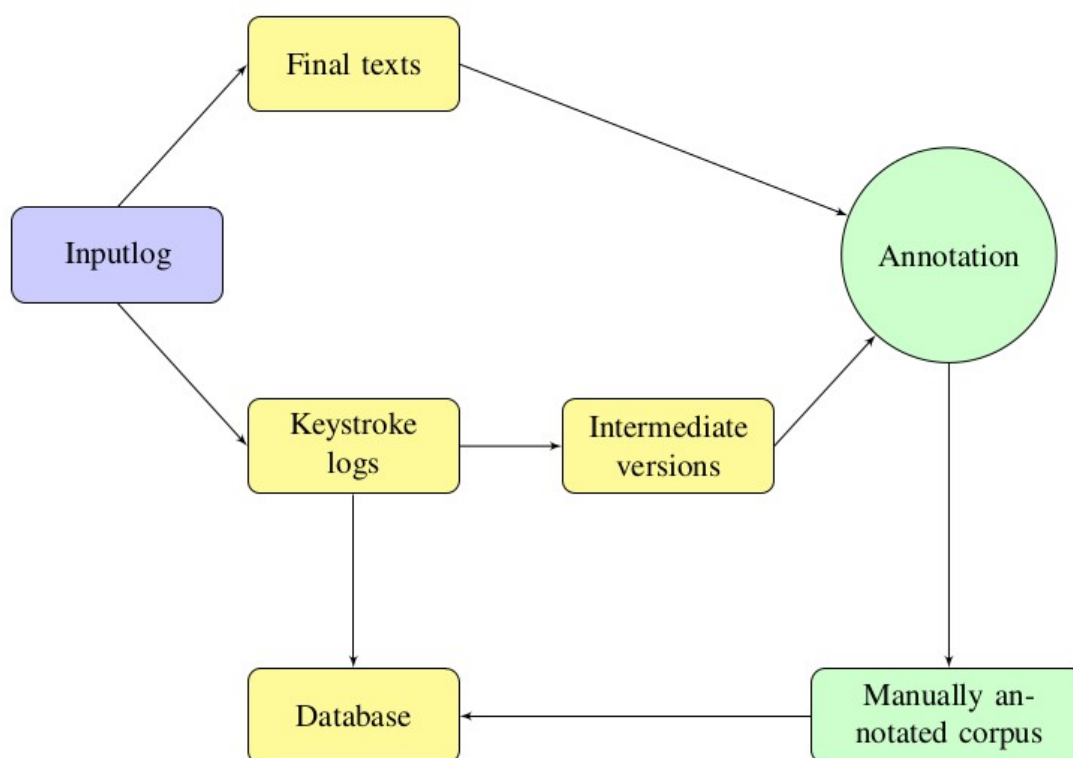 Final texts
Inputlog
Annotation
Keystroke
logs
Intermediate
versions
Database
Manually an-
notated corpus